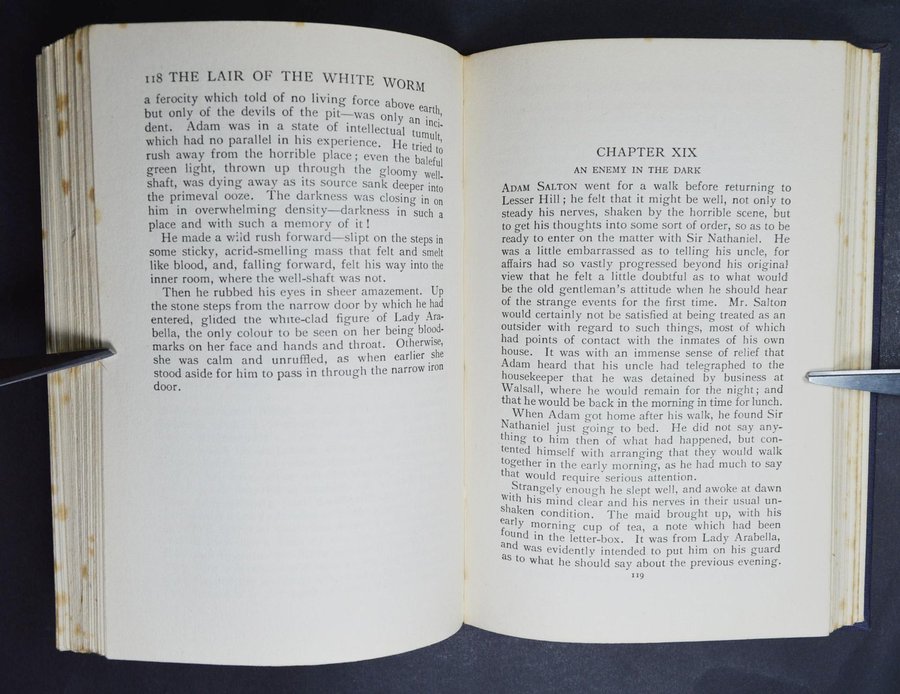 118 THE LAIR OF THE WHITE WORM
a ferocity which told of no living force above earth,
but only of the devils of the pit—was only an inci-
dent. Adam was in a state of intellectual tumult,
which had no parallel in his experience. He tried to
rush away from the horrible place; even the baleful
green light, thrown up through the gloomy well-
shaft, was dying away as its source sank deeper into
the primeval ooze. The darkness was closing in on
him in overwhelming density—darkness in such a
place and with such a memory of it!
He made a wild rush forward—slipt on the steps in
some sticky, acrid-smelling mass that felt and smelt
like blood, and, falling forward, felt his way into the
inner room, where the well-shaft was not.
Then he rubbed his eyes in sheer amazement. Up
the stone steps from the narrow door by which he had
entered, glided the white-clad figure of Lady Ara-
bella, the only colour to be seen on her being blood-
marks on her face and hands and throat. Otherwise,
she was calm and unruffled, as when earlier she
stood aside for him to pass in through the narrow iron
door.
CHAPTER XIX
AN ENEMY IN THE DARK
ADAM SALTON went for a walk before returning to
Lesser Hill; he felt that it might be well, not only to
steady his nerves, shaken by the horrible scene, but
to get his thoughts into some sort of order, so as to be
ready to enter on the matter with Sir Nathaniel. He
was a little embarrassed as to telling his uncle, for
affairs had so vastly progressed beyond his original
view that he felt a little doubtful as to what would
be the old gentleman's attitude when he should hear
of the strange events for the first time. Mr. Salton
would certainly not be satisfied at being treated as an
outsider with regard to such things, most of which
had points of contact with the inmates of his own
house. It was with an immense sense of relief that
Adam heard that his uncle had telegraphed to the
housekeeper that he was detained by business at
Walsall, where he would remain for the night; and
that he would be back in the morning in time for lunch.
When Adam got home after his walk, he found Sir
Nathaniel just going to bed. He did not say any-
thing to him then of what had happened, but con-
tented himself with arranging that they would walk
together in the early morning, as he had much to say
that would require serious attention.
Strangely enough he slept well, and awoke at dawn
with his mind clear and his nerves in their usual un-
shaken condition. The maid brought up, with his
early morning cup of tea, a note which had been
found in the letter-box. It was from Lady Arabella,
and was evidently intended to put him on his guard
as to what he should say about the previous evening.
119